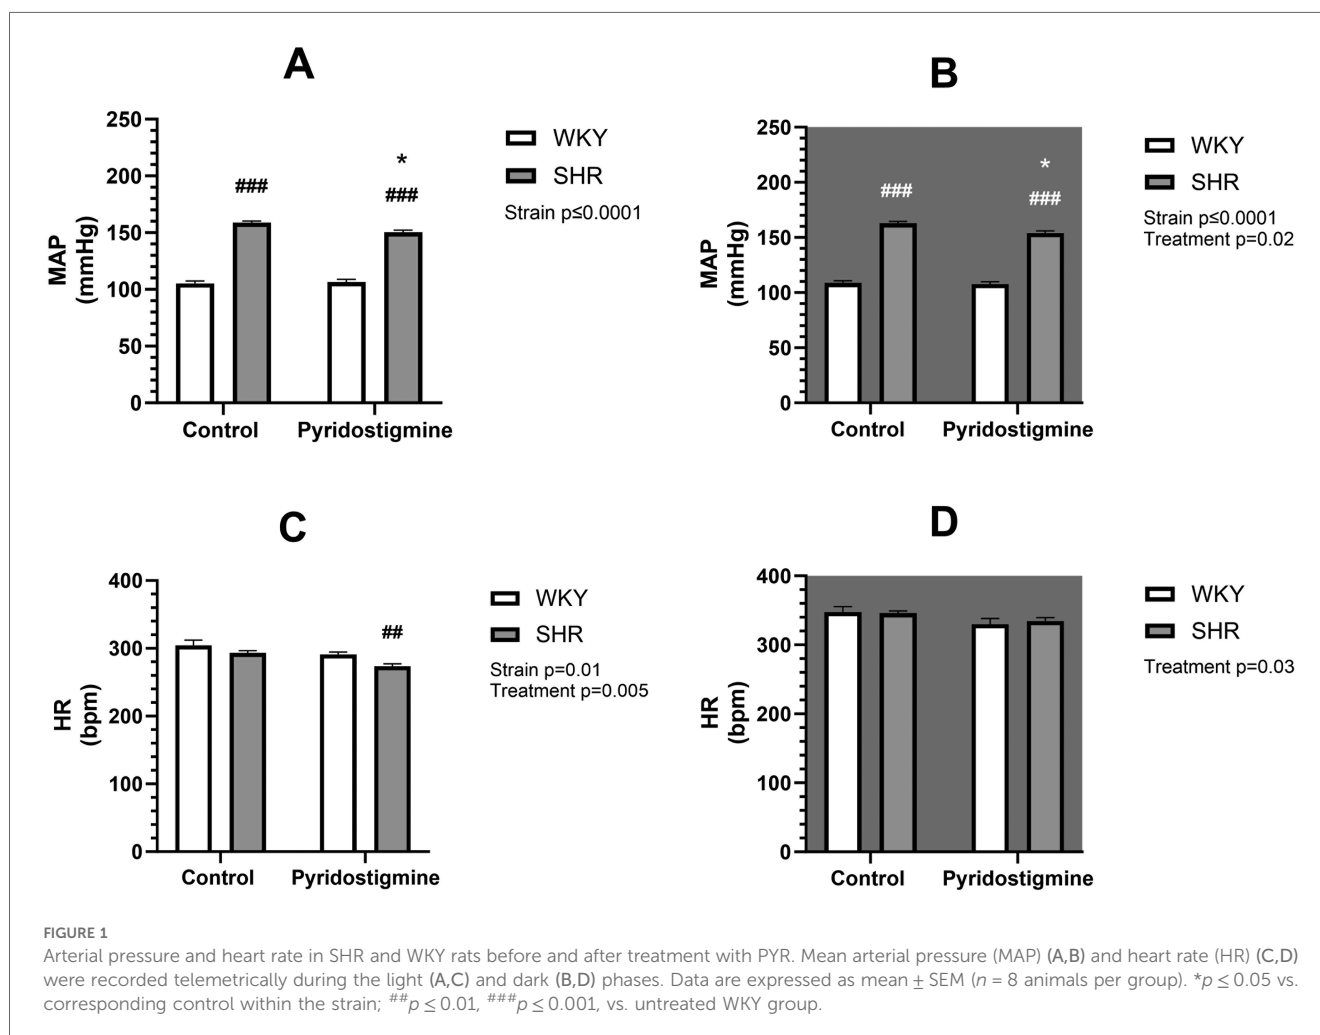 A
250
200
150
100
50
0
MAP
(mmHg)
###
*
###
Control
Pyridostigmine
WKY
SHR
Strain p≤0.0001
B
250
200
150
100
50
0
MAP
(mmHg)
###
*
###
Control
Pyridostigmine
WKY
SHR
Strain p≤0.0001
Treatment p=0.02
C
400
300
200
100
0
HR
(bpm)
##
Control
Pyridostigmine
WKY
SHR
Strain p=0.01
Treatment p=0.005
D
400
300
200
100
0
HR
(bpm)
Control
Pyridostigmine
WKY
SHR
Treatment p=0.03
FIGURE 1
Arterial pressure and heart rate in SHR and WKY rats before and after treatment with PYR. Mean arterial pressure (MAP) (A,B) and heart rate (HR) (C,D)
were recorded telemetrically during the light (A,C) and dark (B,D) phases. Data are expressed as mean ± SEM (n = 8 animals per group). *p ≤ 0.05 vs.
corresponding control within the strain; ##p ≤ 0.01, ###p ≤ 0.001, vs. untreated WKY group.